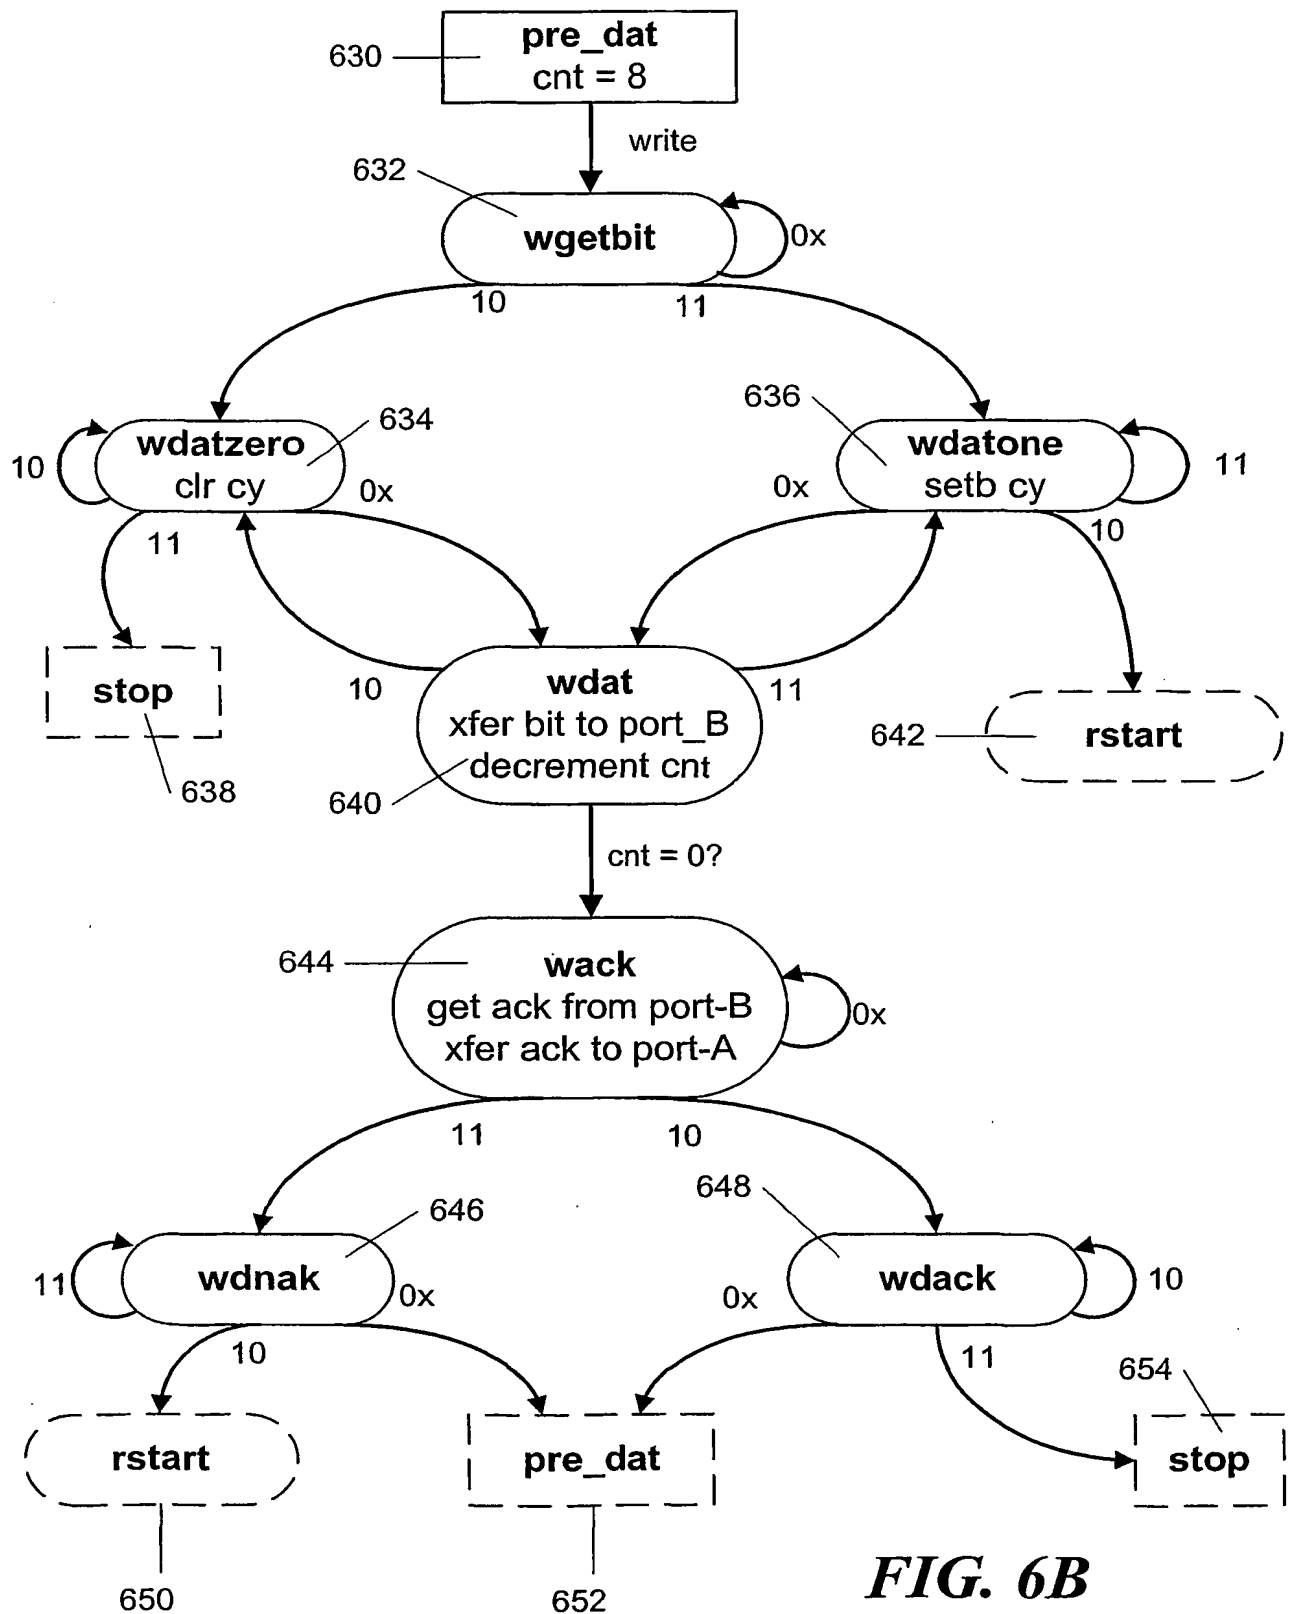 pre_dat
630
cnt = 8
write
632
wgetbit
0x
10
11
636
634
wdatzero
wdatone
10
clr cy
0x
0x
setb cy
11
11
10
wdat
10
11
stop
xfer bit to port_B
642
rstart
decrement cnt
638
640
cnt = 0?
644
wack
get ack from port-B
0x
xfer ack to port-A
11
10
648
646
11
wdnak
0x
0x
wdack
10
10
11
654
rstart
pre_dat
stop
650
652
FIG. 6B